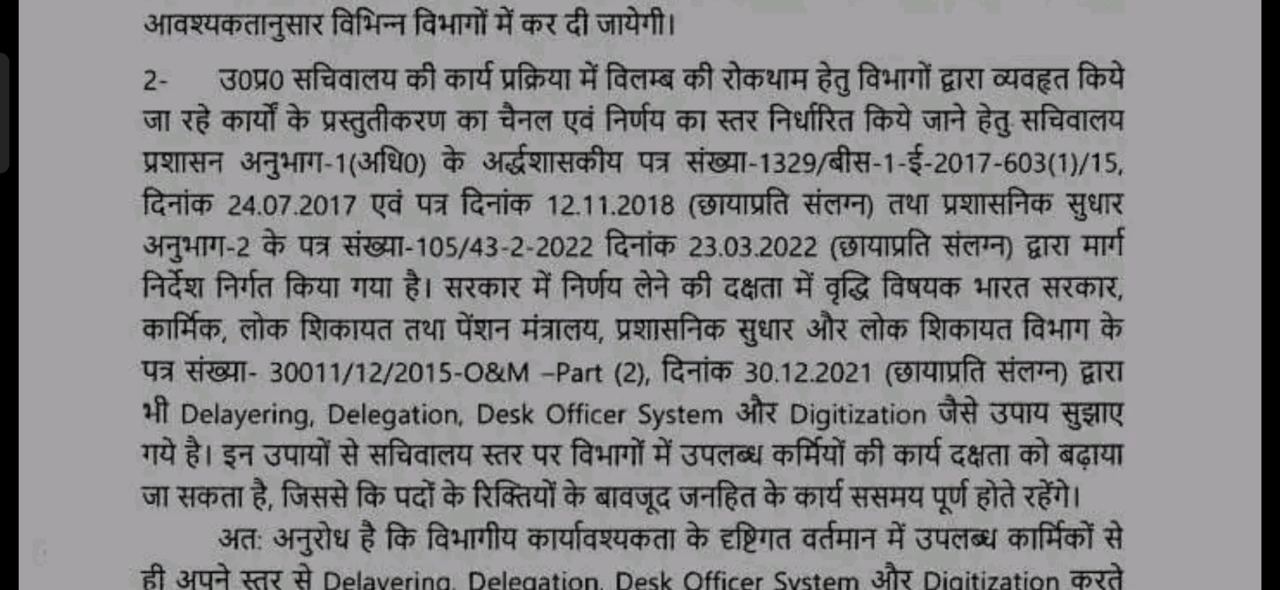 आवश्यकतानुसार विभिन्न विभागों में कर दी जायेगी।
2- उ0प्र0 सचिवालय की कार्य प्रक्रिया में विलम्ब की रोकथाम हेतु विभागों द्वारा व्यवहृत किये
जा रहे कार्यों के प्रस्तुतीकरण का चैनल एवं निर्णय का स्तर निर्धारित किये जाने हेतु सचिवालय
प्रशासन अनुभाग-1(अधि0) के अर्द्धशासकीय पत्र संख्या-1329/बीस-1-ई-2017-603(1)/15,
दिनांक 24.07.2017 एवं पत्र दिनांक 12.11.2018 (छायाप्रति संलग्न) तथा प्रशासनिक सुधार
अनुभाग-2 के पत्र संख्या-105/43-2-2022 दिनांक 23.03.2022 (छायाप्रति संलग्न) द्वारा मार्ग
निर्देश निर्गत किया गया है। सरकार में निर्णय लेने की दक्षता में वृद्धि विषयक भारत सरकार,
कार्मिक, लोक शिकायत तथा पेंशन मंत्रालय, प्रशासनिक सुधार और लोक शिकायत विभाग के
पत्र संख्या- 30011/12/2015-O&M –Part (2), दिनांक 30.12.2021 (छायाप्रति संलग्न) द्वारा
भी Delayering, Delegation, Desk Officer System और Digitization जैसे उपाय सुझाए
गये है। इन उपायों से सचिवालय स्तर पर विभागों में उपलब्ध कर्मियों की कार्य दक्षता को बढ़ाया
जा सकता है, जिससे कि पदों के रिक्तियों के बावजूद जनहित के कार्य ससमय पूर्ण होते रहेंगे।
अत: अनुरोध है कि विभागीय कार्यावश्यकता के दृष्टिगत वर्तमान में उपलब्ध कार्मिकों से
ही अपने स्तर से Delayering, Delegation, Desk Officer System और Digitization करते